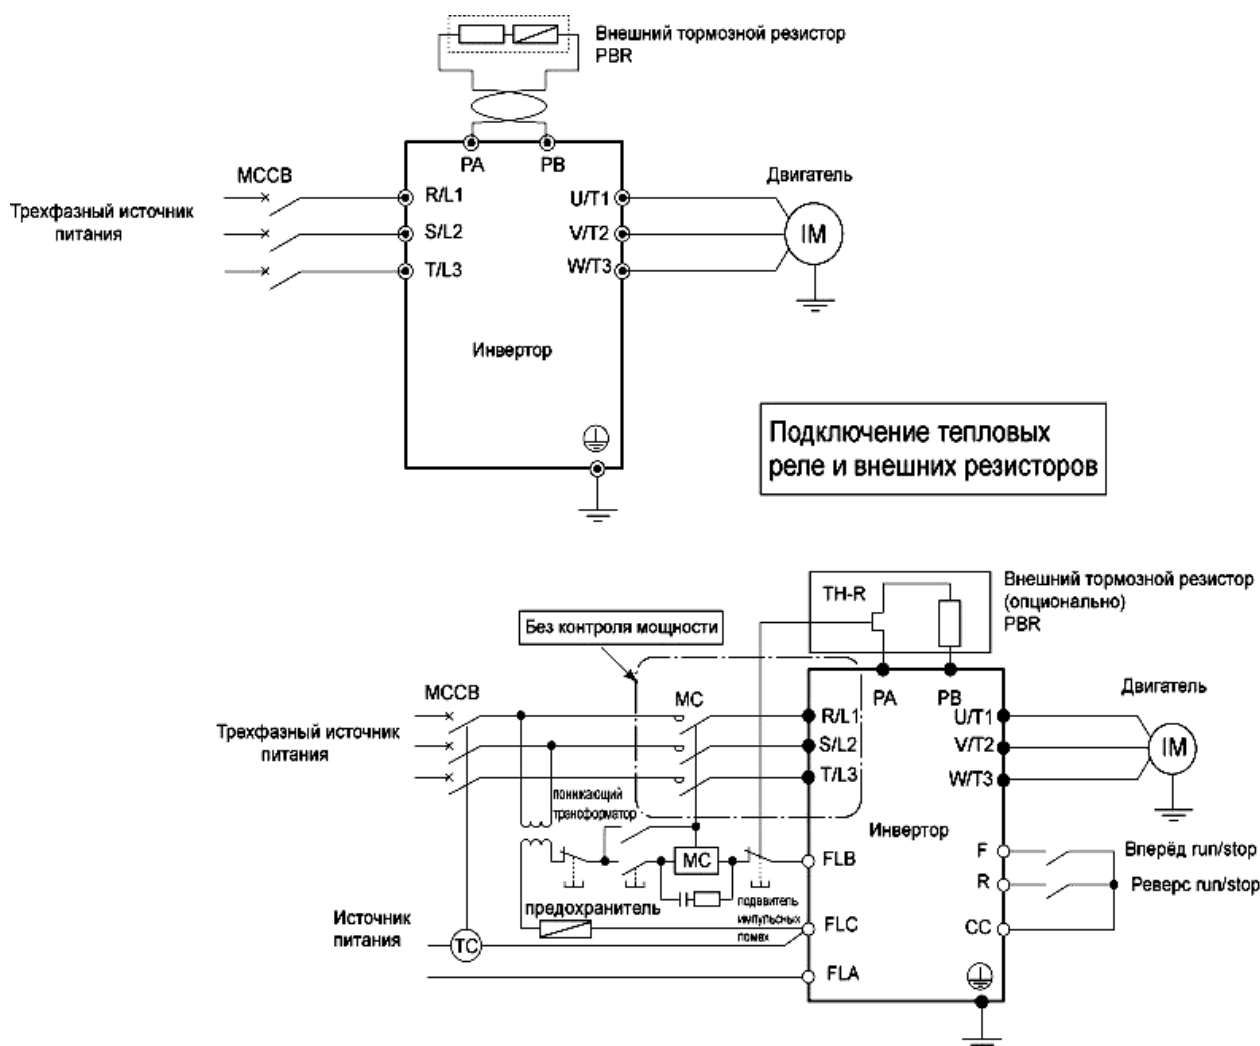 Внешний тормозной резистор
PBR
PA
PB
MCCB
Двигатель
R/L1
U/T1
Трехфазный источник
питания
S/L2
V/T2
IM
T/L3
W/T3
Инвертор
Подключение тепловых
реле и внешних резисторов
TH-R
Внешний тормозной резистор
(опционально)
PBR
Без контроля мощности
MCCB
MC
PA
PB
Двигатель
R/L1
U/T1
Трехфазный источник
питания
S/L2
V/T2
IM
T/L3
W/T3
понижающий
трансформатор
Инвертор
MC
FLB
F
Вперёд run/stop
R
Реверс run/stop
предохранитель
подавитель
импульсных
помех
Источник
питания
TC
FLC
CC
FLA